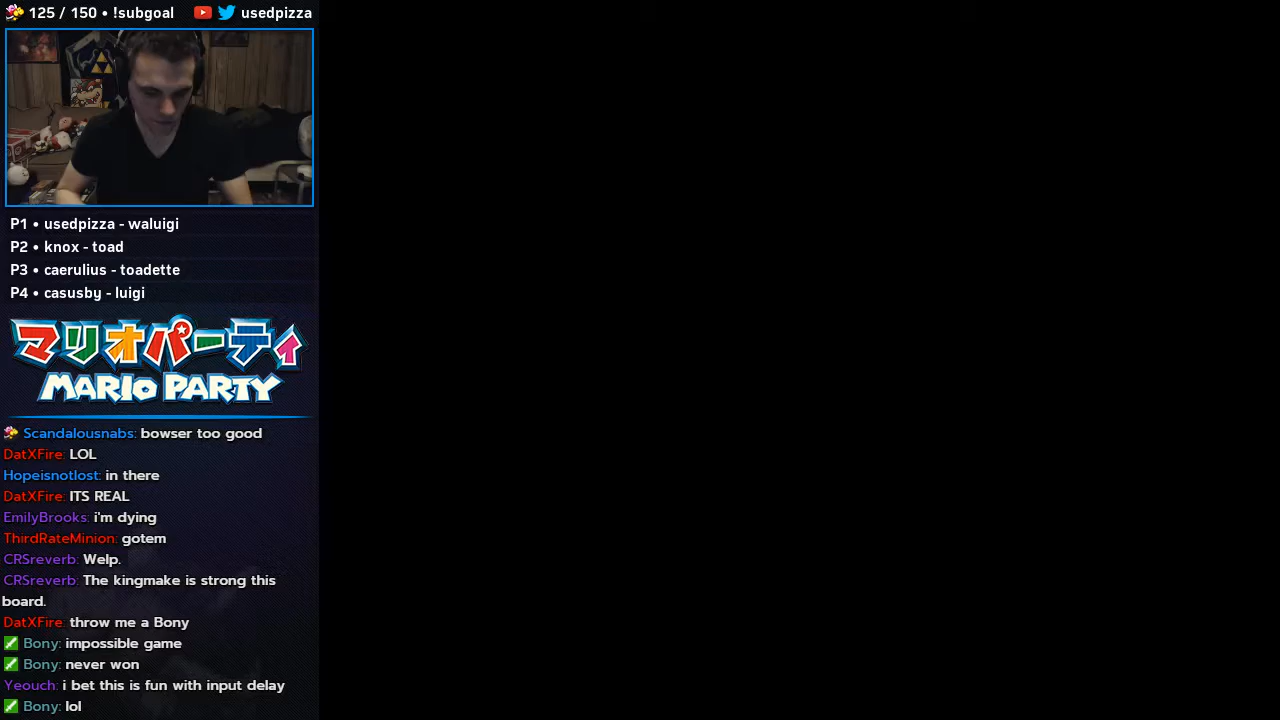 125 / 150 • !subgoal usedpizza
P1 • usedpizza - waluigi
P2 • knox - toad
P3 • caerulius - toadette
P4 • casusby - luigi
マリオパーティ
MARIO PARTY
Scandalousnabs: bowser too good
DatXFire: LOL
Hopeisnotlost: in there
DatXFire: ITS REAL
EmilyBrooks: i'm dying
ThirdRateMinion: gotem
CRSreverb: Welp.
CRSreverb: The kingmake is strong this
board.
DatXFire: throw me a Bony
Bony: impossible game
Bony: never won
Yeouch: i bet this is fun with input delay
Bony: lol